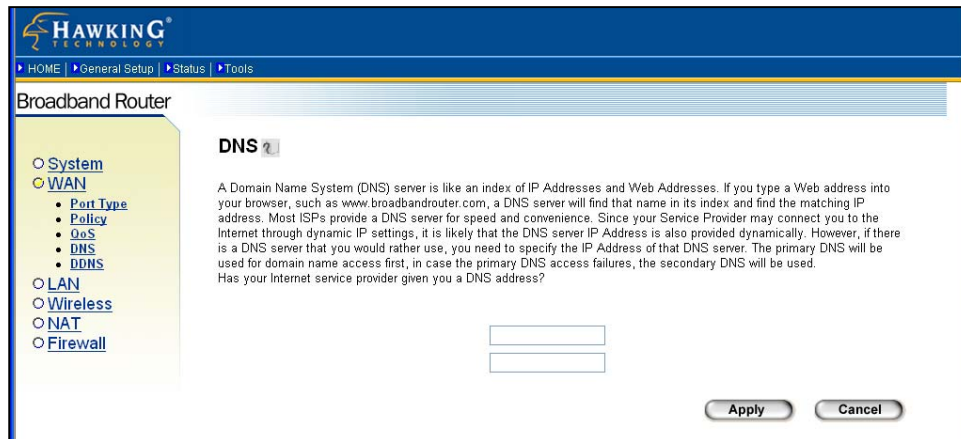 HAWKING®
TECHNOLOGY
HOME | General Setup | Status | Tools
Broadband Router
System
WAN
Port Type
Policy
QoS
DNS
DDNS
LAN
Wireless
NAT
Firewall
DNS
A Domain Name System (DNS) server is like an index of IP Addresses and Web Addresses. If you type a Web address into
your browser, such as www.broadbandrouter.com, a DNS server will find that name in its index and find the matching IP
address. Most ISPs provide a DNS server for speed and convenience. Since your Service Provider may connect you to the
Internet through dynamic IP settings, it is likely that the DNS server IP Address is also provided dynamically. However, if there
is a DNS server that you would rather use, you need to specify the IP Address of that DNS server. The primary DNS will be
used for domain name access first, in case the primary DNS access failures, the secondary DNS will be used.
Has your Internet service provider given you a DNS address?
Apply
Cancel